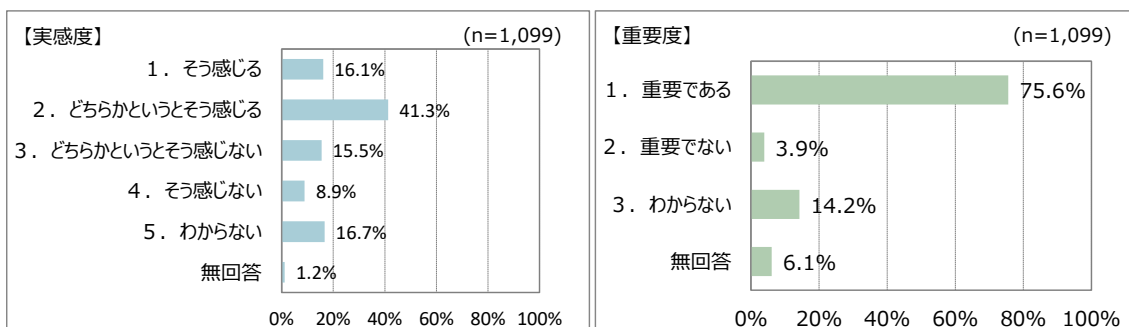 【実感度】 (n=1,099)
１．そう感じる 16.1%
２．どちらかというとそう感じる 41.3%
３．どちらかというとそう感じない 15.5%
４．そう感じない 8.9%
５．わからない 16.7%
無回答 1.2%
0% 20% 40% 60% 80% 100%
【重要度】 (n=1,099)
１．重要である 75.6%
２．重要でない 3.9%
３．わからない 14.2%
無回答 6.1%
0% 20% 40% 60% 80% 100%